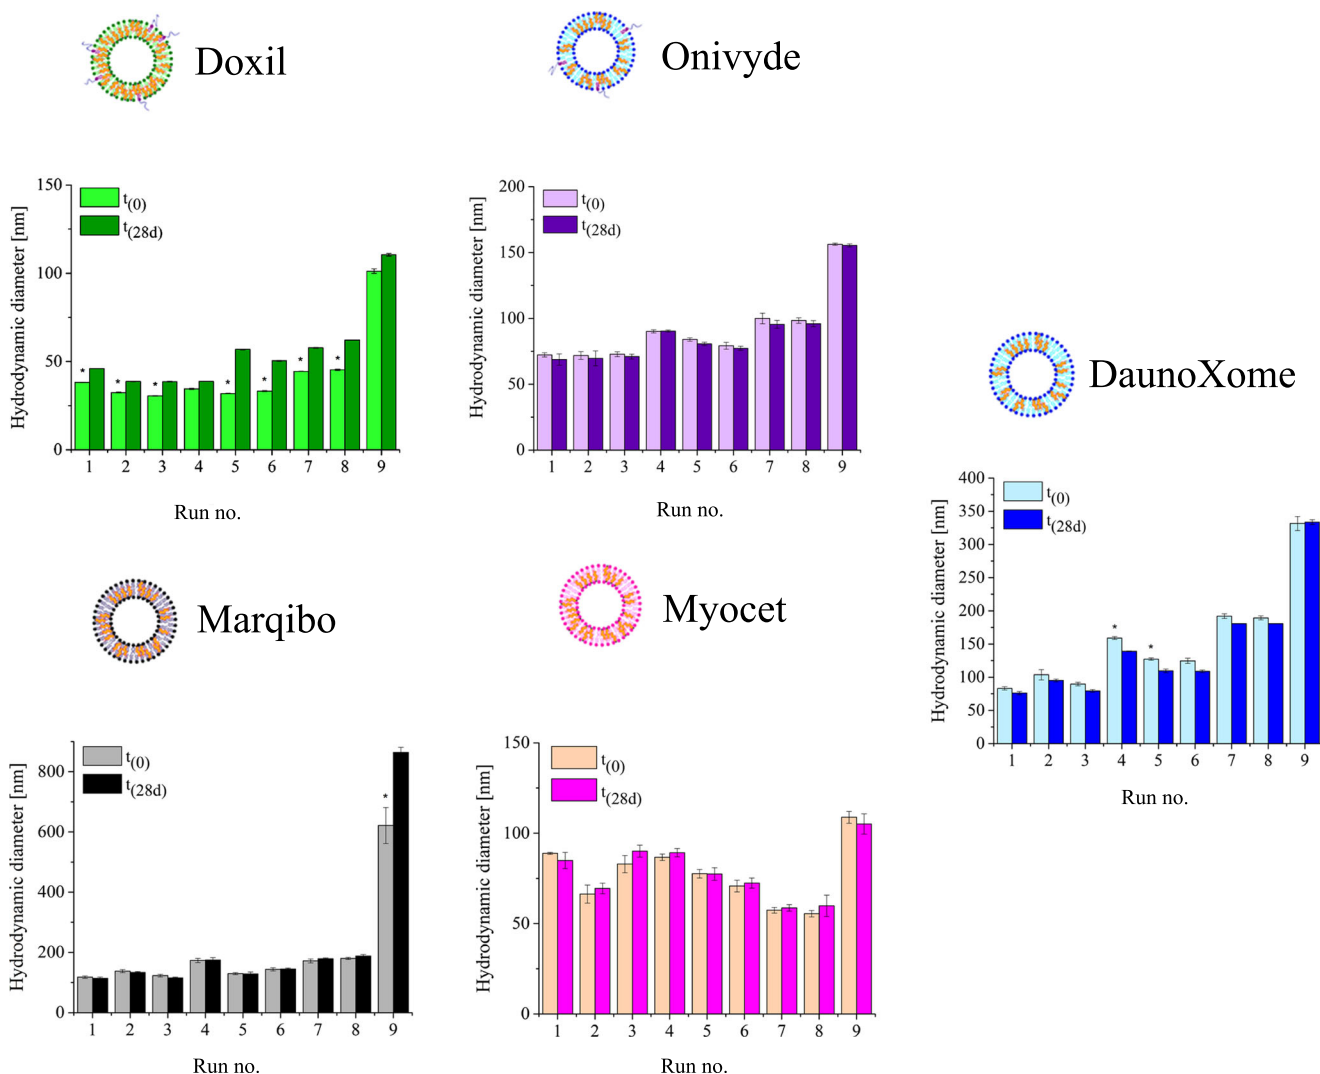 Doxil
Hydrodynamic diameter [nm]
150
100
50
0
t(0)
t(28d)
* * * * * * *
1 2 3 4 5 6 7 8 9
Run no.
Onivyde
Hydrodynamic diameter [nm]
200
150
100
50
0
t(0)
t(28d)
1 2 3 4 5 6 7 8 9
Run no.
DaunoXome
Hydrodynamic diameter [nm]
400
350
300
250
200
150
100
50
0
t(0)
t(28d)
* *
1 2 3 4 5 6 7 8 9
Run no.
Marqibo
Hydrodynamic diameter [nm]
800
600
400
200
0
t(0)
t(28d)
*
1 2 3 4 5 6 7 8 9
Run no.
Myocet
Hydrodynamic diameter [nm]
150
100
50
0
t(0)
t(28d)
1 2 3 4 5 6 7 8 9
Run no.